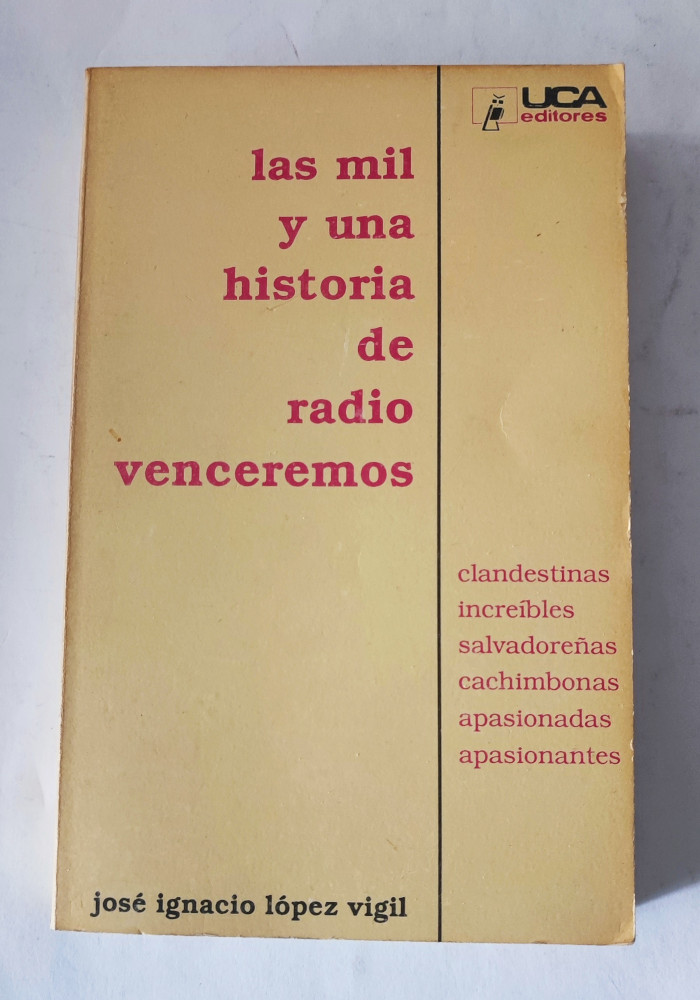 UCA
editores
las mil
y una
historia
de
radio
venceremos
clandestinas
increíbles
salvadoreñas
cachimbonas
apasionadas
apasionantes
josé ignacio lópez vigil